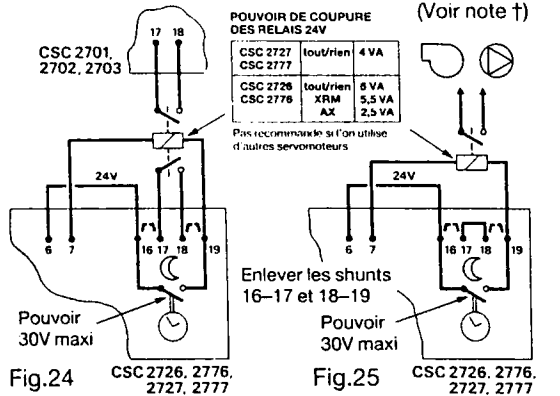 17 18
CSC 2701,
2702, 2703
POUVOIR DE COUPURE
DES RELAIS 24V
CSC 2727 tout/rien 4 VA
CSC 2777
CSC 2726 tout/rien 6 VA
CSC 2776 XRM 5,5 VA
AX 2,5 VA
Pas recommande si l'on utilise
d'autres servomoteurs
(Voir note †)
24V
6 7 16 17 18 19
Pouvoir
30V maxi
Fig.24
CSC 2726, 2776,
2727, 2777
24V
6 7 16 17 18 19
Enlever les shunts
16–17 et 18–19
Pouvoir
30V maxi
Fig.25
CSC 2726, 2776,
2727, 2777